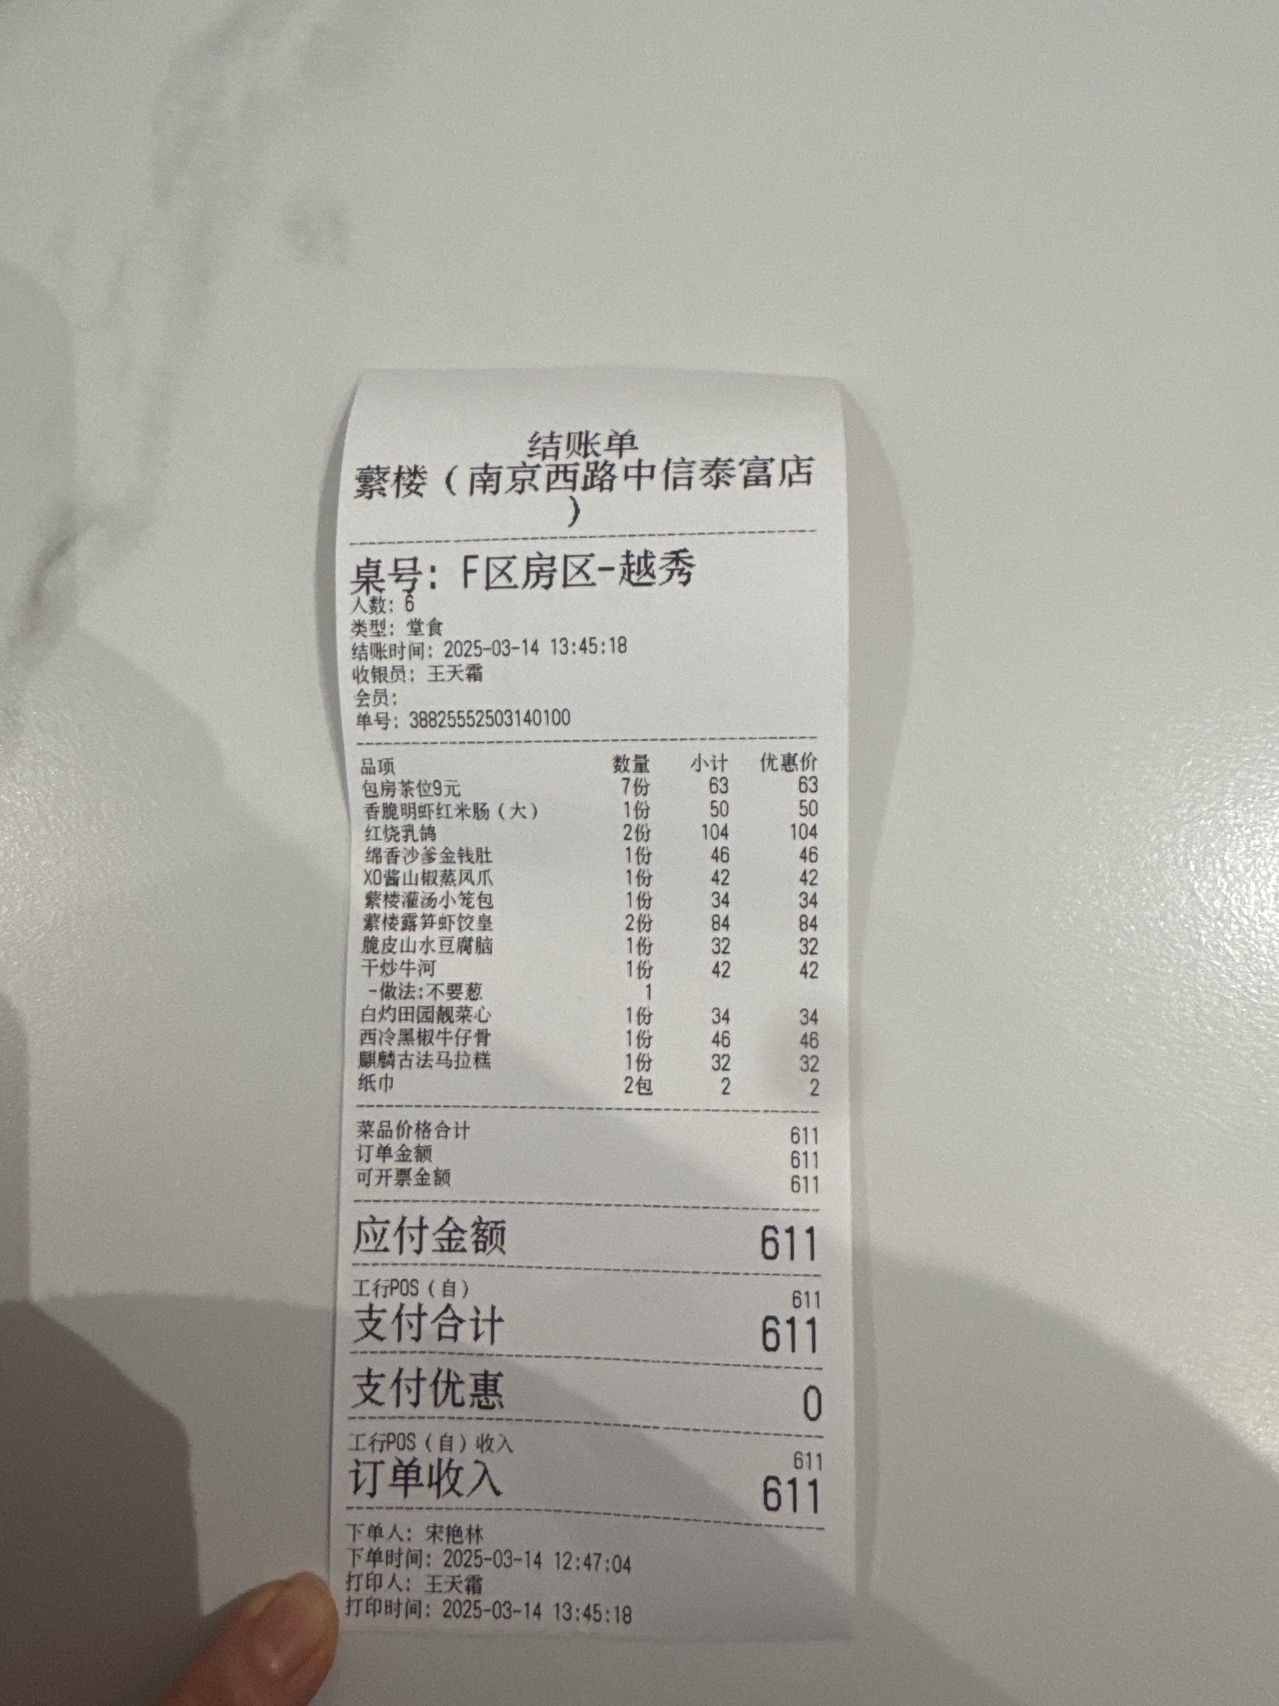 结账单
蘩楼（南京西路中信泰富店
）
桌号: F区房区-越秀
人数: 6
类型: 堂食
结账时间: 2025-03-14 13:45:18
收银员: 王天霜
会员:
单号: 38825552503140100
品项 数量 小计 优惠价
包房茶位9元 7份 63 63
香脆明虾红米肠（大） 1份 50 50
红烧乳鸽 2份 104 104
绵香沙爹金钱肚 1份 46 46
XO酱山椒蒸凤爪 1份 42 42
蘩楼灌汤小笼包 1份 34 34
蘩楼露笋虾饺皇 2份 84 84
脆皮山水豆腐脑 1份 32 32
干炒牛河 1份 42 42
-做法:不要葱 1
白灼田园靓菜心 1份 34 34
西冷黑椒牛仔骨 1份 46 46
麒麟古法马拉糕 1份 32 32
纸巾 2包 2 2
菜品价格合计 611
订单金额 611
可开票金额 611
应付金额 611
工行POS（自） 611
支付合计 611
支付优惠 0
工行POS（自）收入 611
订单收入 611
下单人: 宋艳林
下单时间: 2025-03-14 12:47:04
打印人: 王天霜
打印时间: 2025-03-14 13:45:18